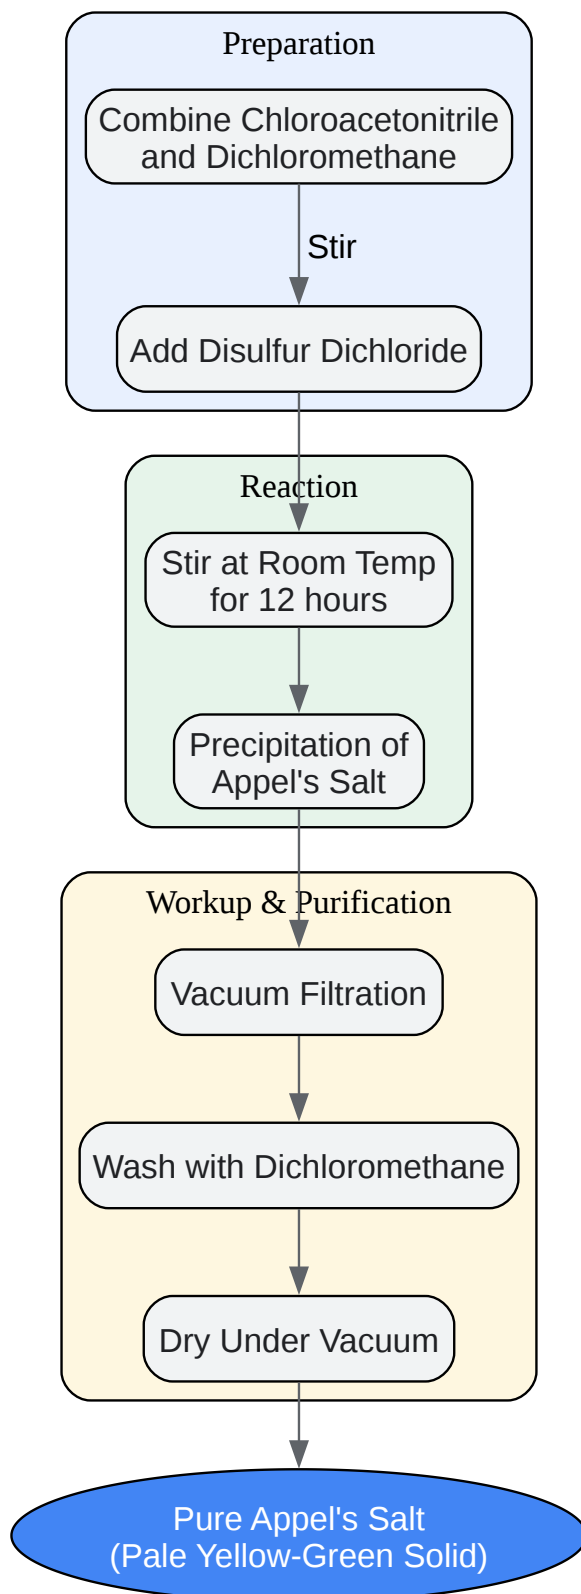 Preparation
Combine Chloroacetonitrile
and Dichloromethane
Stir
Add Disulfur Dichloride
Reaction
Stir at Room Temp
for 12 hours
Precipitation of
Appel's Salt
Workup & Purification
Vacuum Filtration
Wash with Dichloromethane
Dry Under Vacuum
Pure Appel's Salt
(Pale Yellow-Green Solid)